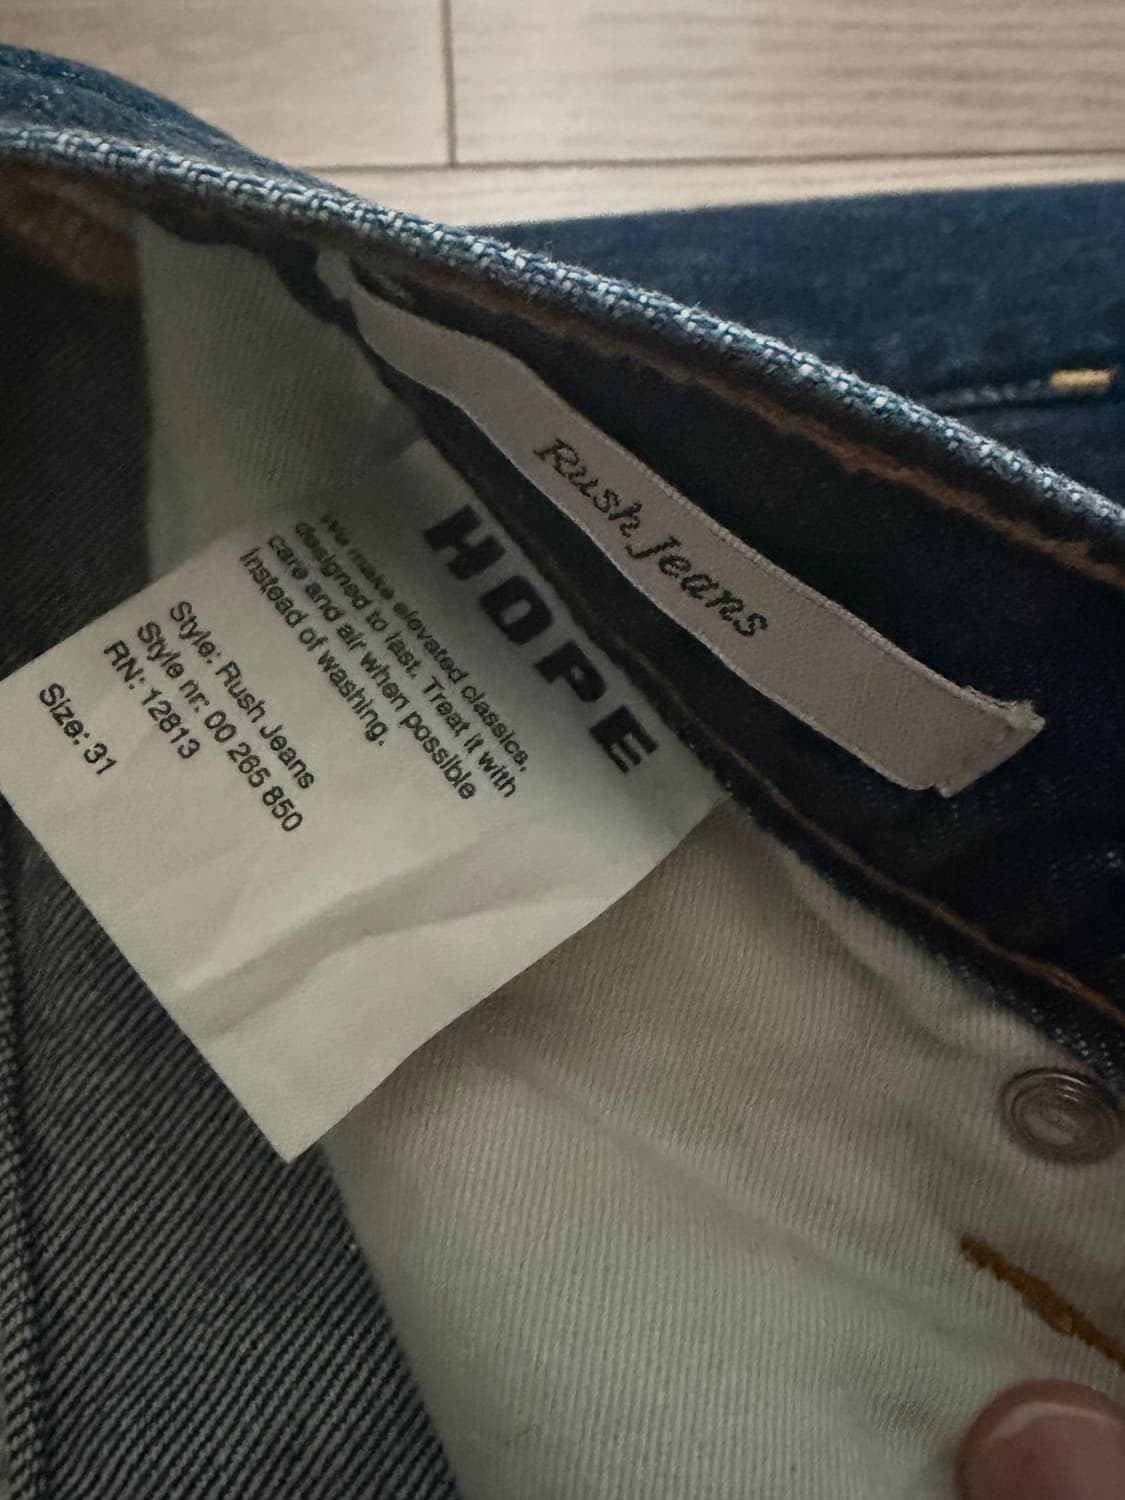 Rush Jeans
HOPE
We make elevated classics,
designed to last. Treat it with
care and air when possible
instead of washing.
Style: Rush Jeans
Style nr: 00 265 850
RN: 12813
Size: 31